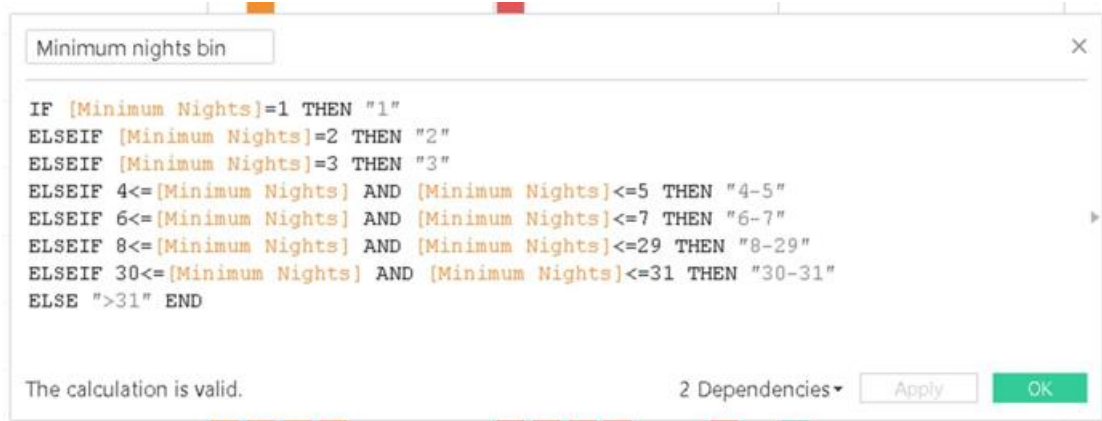 Minimum nights bin
IF [Minimum Nights]=1 THEN "1"
ELSEIF [Minimum Nights]=2 THEN "2"
ELSEIF [Minimum Nights]=3 THEN "3"
ELSEIF 4<=[Minimum Nights] AND [Minimum Nights]<=5 THEN "4-5"
ELSEIF 6<=[Minimum Nights] AND [Minimum Nights]<=7 THEN "6-7"
ELSEIF 8<=[Minimum Nights] AND [Minimum Nights]<=29 THEN "8-29"
ELSEIF 30<=[Minimum Nights] AND [Minimum Nights]<=31 THEN "30-31"
ELSE ">31" END
The calculation is valid. 2 Dependencies Apply OK